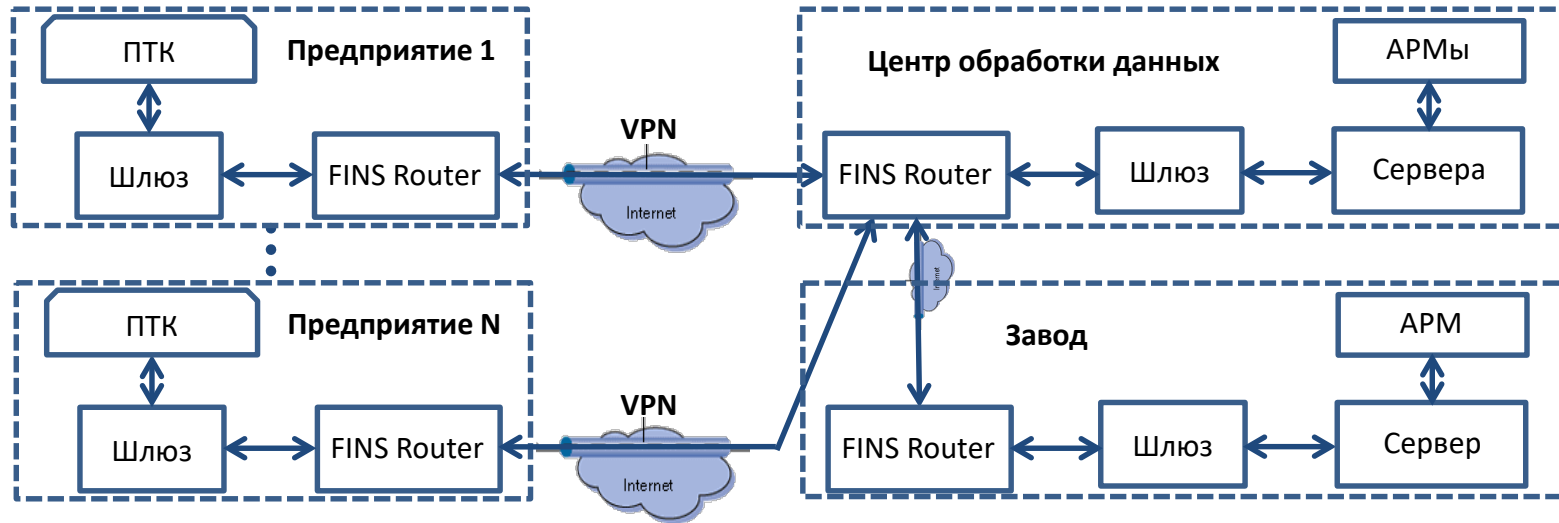 ПТК
Предприятие 1
Шлюз
FINS Router
VPN
Internet
Центр обработки данных
АРМы
FINS Router
Шлюз
Сервера
Internet
ПТК
Предприятие N
Шлюз
FINS Router
VPN
Internet
Завод
АРМ
FINS Router
Шлюз
Сервер